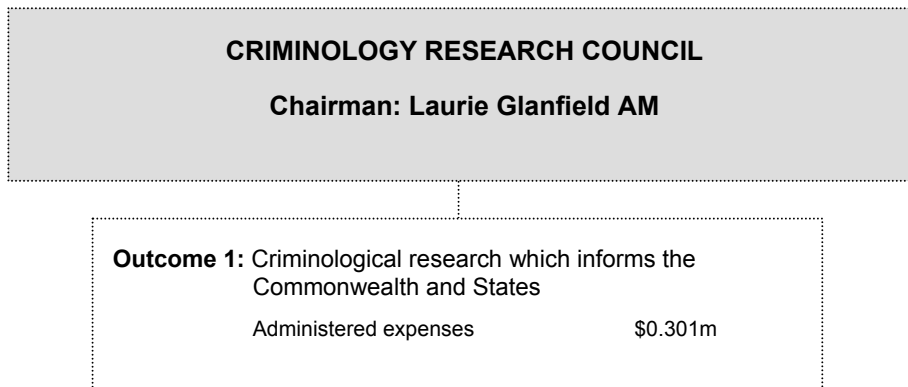 CRIMINOLOGY RESEARCH COUNCIL
Chairman: Laurie Glanfield AM
Outcome 1: Criminological research which informs the
Commonwealth and States
Administered expenses $0.301m